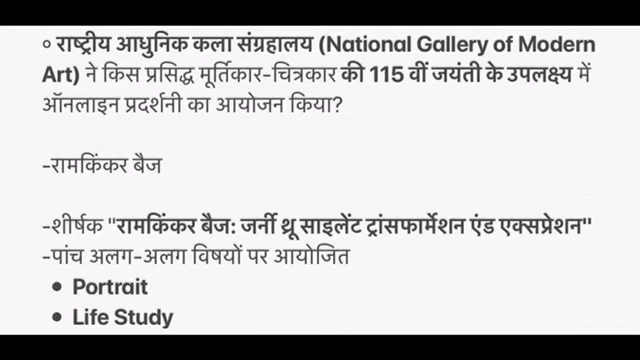 ० राष्ट्रीय आधुनिक कला संग्रहालय (National Gallery of Modern
Art) ने किस प्रसिद्ध मूर्तिकार-चित्रकार की 115 वीं जयंती के उपलक्ष्य में
ऑनलाइन प्रदर्शनी का आयोजन किया?
-रामकिंकर बैज
-शीर्षक "रामकिंकर बैज: जर्नी थ्रू साइलेंट ट्रांसफार्मेशन एंड एक्सप्रेशन"
-पांच अलग-अलग विषयों पर आयोजित
• Portrait
• Life Study